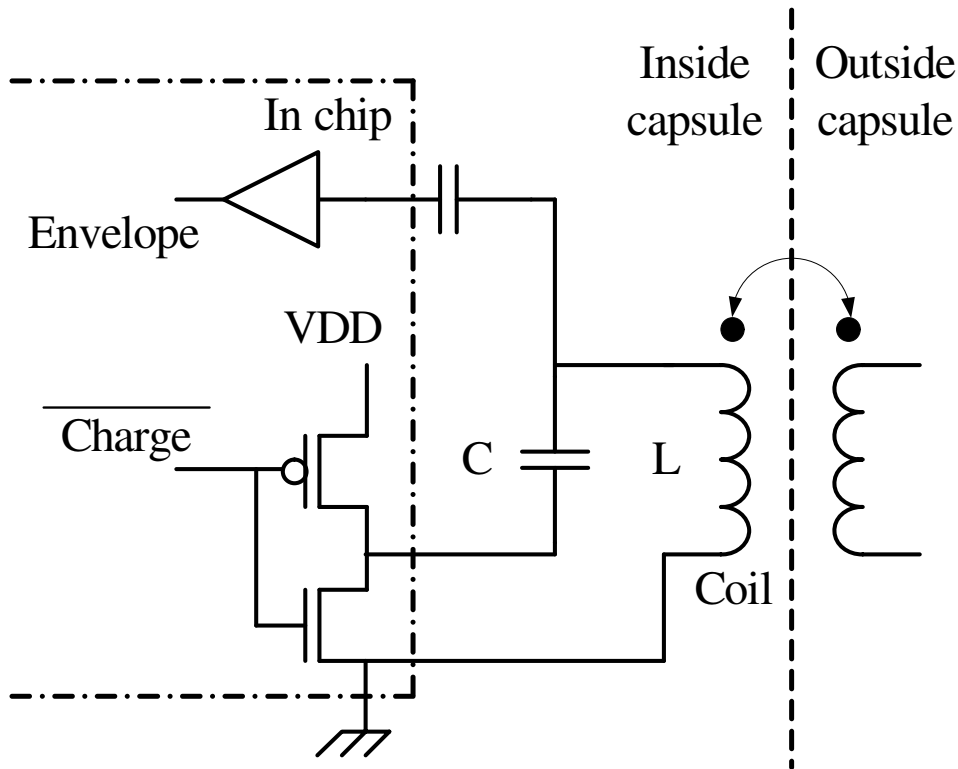 Inside
capsule
Outside
capsule
In chip
Envelope
VDD
Charge
C
L
Coil